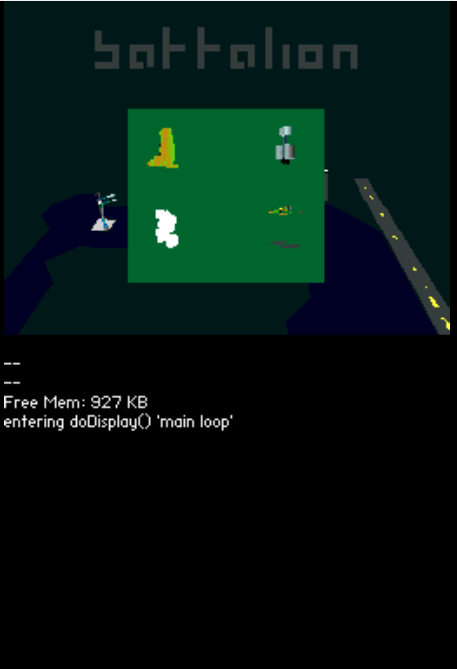 battalion
--
--
Free Mem: 927 KB
entering doDisplay() 'main loop'